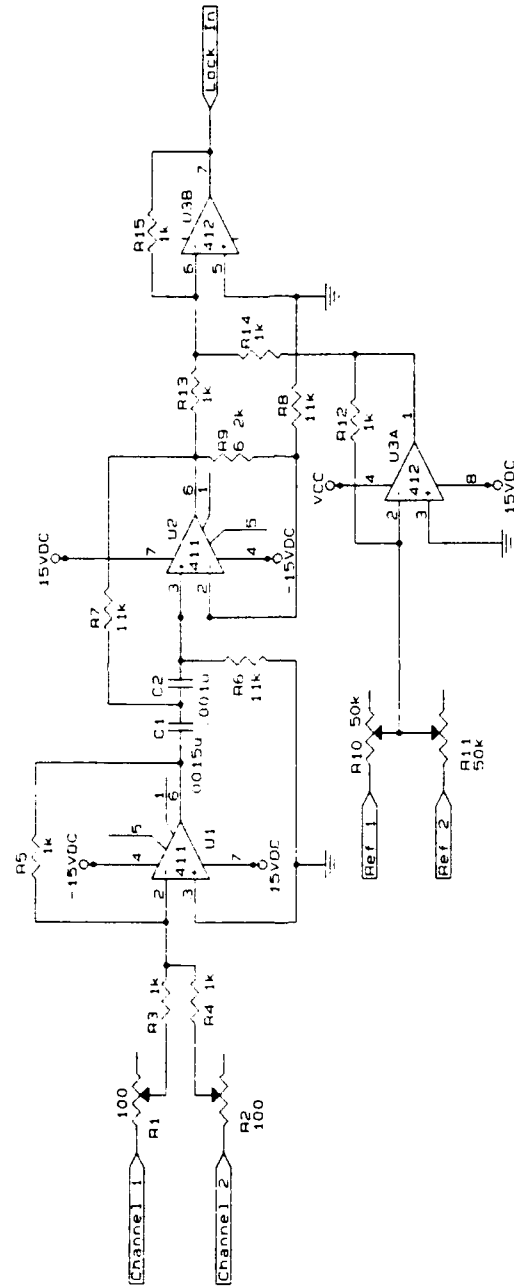 Channel 1
Channel 2
100
R1
R2
100
R3
1k
R4
1k
R5
1k
-15VDC
4
5
1
2
3
411
6
U1
7
15VDC
C1
.0015u
C2
.001u
R6
11k
R7
11k
15VDC
7
U2
3
2
411
6
1
5
4
-15VDC
R9
6.2k
R8
11k
R13
1k
R14
1k
R15
1k
6
5
412
U3B
7
Lock In
Ref 1
Ref 2
R10
50k
R11
50k
R12
1k
VCC
4
U3A
2
3
412
1
8
15VDC